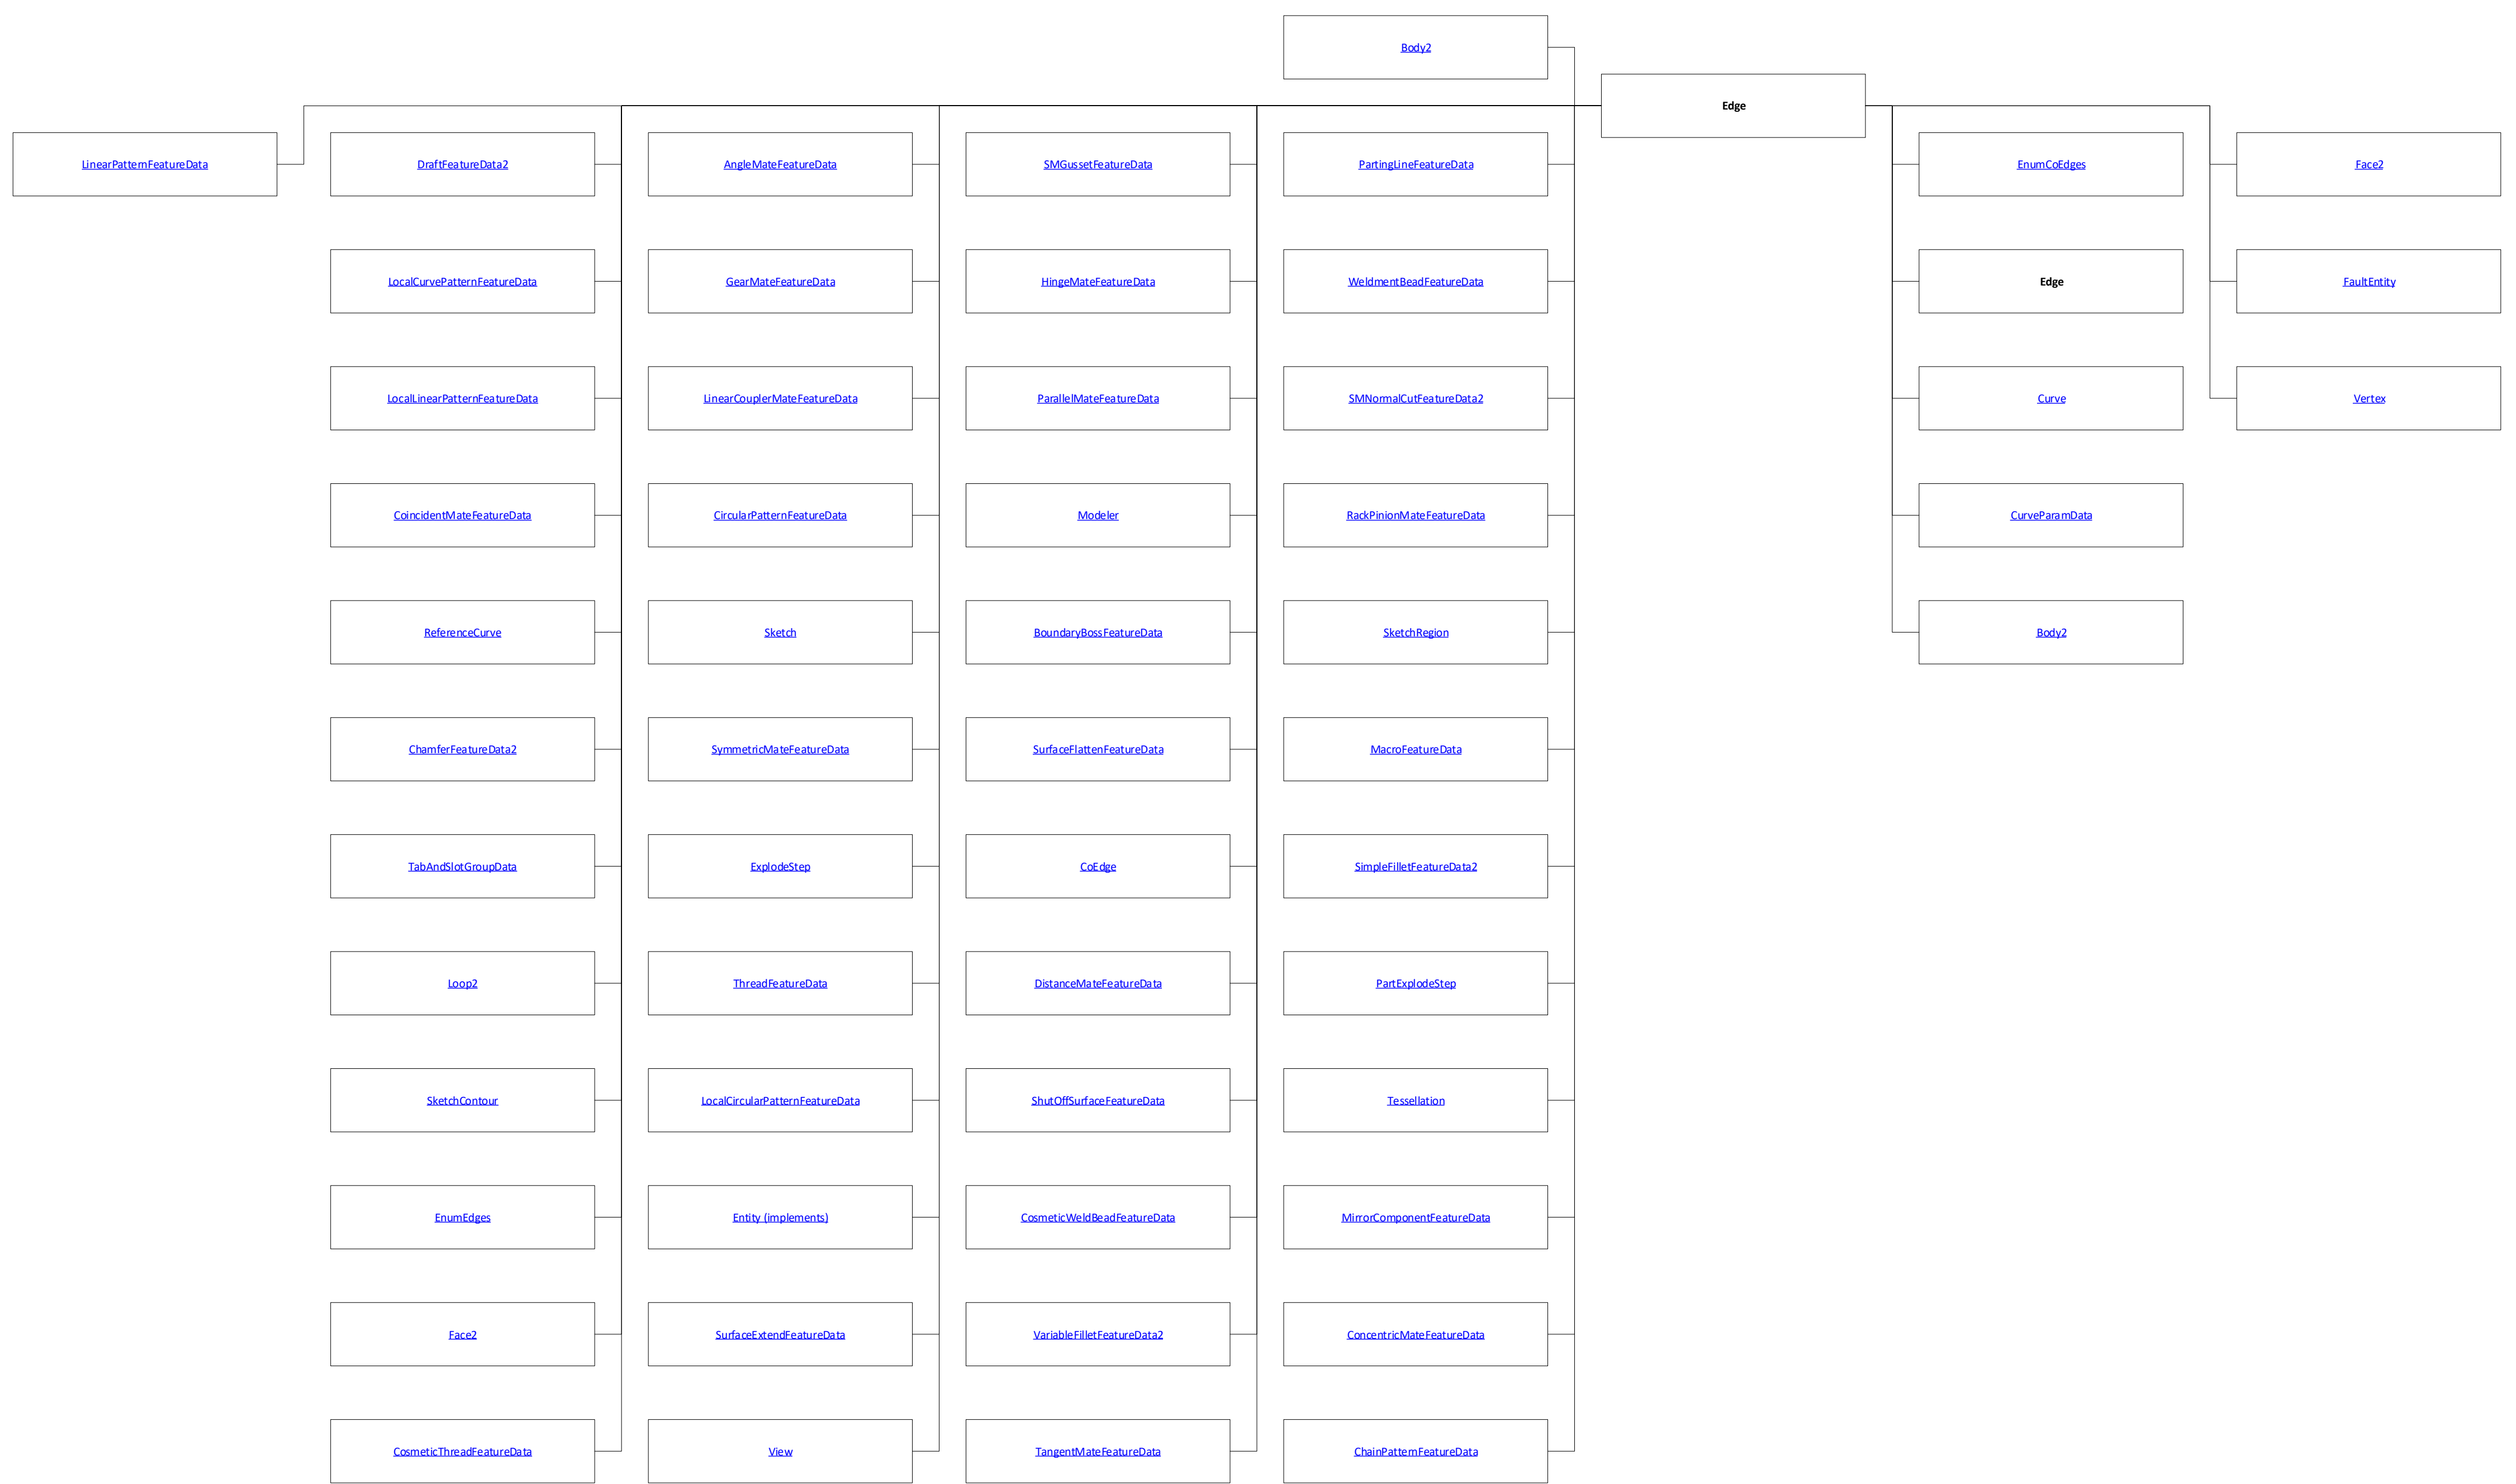 Body2
Edge
LinearPatternFeatureData
DraftFeatureData2
AngleMateFeatureData
SMGussetFeatureData
PartingLineFeatureData
EnumCoEdges
Face2
LocalCurvePatternFeatureData
GearMateFeatureData
HingeMateFeatureData
WeldmentBeadFeatureData
Edge
FaultEntity
LocalLinearPatternFeatureData
LinearCouplerMateFeatureData
ParallelMateFeatureData
SMNormalCutFeatureData2
Curve
Vertex
CoincidentMateFeatureData
CircularPatternFeatureData
Modeler
RackPinionMateFeatureData
CurveParamData
ReferenceCurve
Sketch
BoundaryBossFeatureData
SketchRegion
Body2
ChamferFeatureData2
SymmetricMateFeatureData
SurfaceFlattenFeatureData
MacroFeatureData
TabAndSlotGroupData
ExplodeStep
CoEdge
SimpleFilletFeatureData2
Loop2
ThreadFeatureData
DistanceMateFeatureData
PartExplodeStep
SketchContour
LocalCircularPatternFeatureData
ShutOffSurfaceFeatureData
Tessellation
EnumEdges
Entity (implements)
CosmeticWeldBeadFeatureData
MirrorComponentFeatureData
Face2
SurfaceExtendFeatureData
VariableFilletFeatureData2
ConcentricMateFeatureData
CosmeticThreadFeatureData
View
TangentMateFeatureData
ChainPatternFeatureData